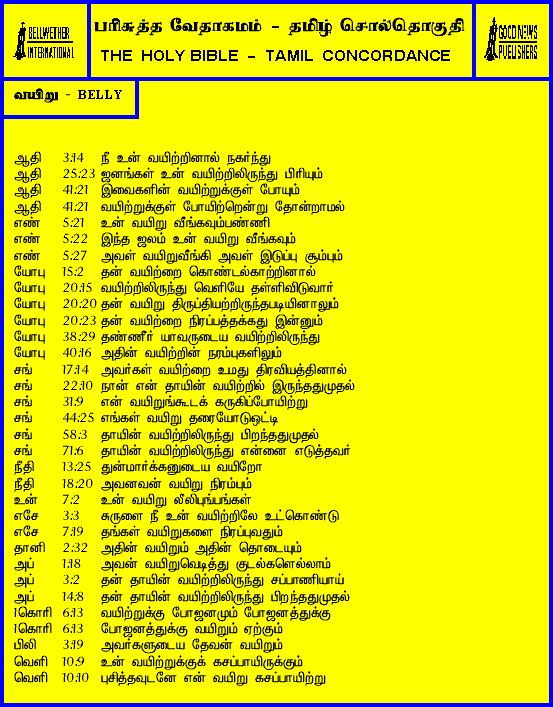 BELLWETHER
INTERNATIONAL
பரிசுத்த வேதாகமம் - தமிழ் சொல்தொகுதி
THE HOLY BIBLE - TAMIL CONCORDANCE
GOOD NEWS
PUBLISHERS
வயிறு - BELLY
ஆதி 3:14 நீ உன் வயிற்றினால் நகர்ந்து
ஆதி 25:23 ஜனங்கள் உன் வயிற்றிலிருந்து பிரியும்
ஆதி 41:21 இவைகளின் வயிற்றுக்குள் போயும்
ஆதி 41:21 வயிற்றுக்குள் போயிற்றென்று தோன்றாமல்
எண் 5:21 உன் வயிறு வீங்கவும்பண்ணி
எண் 5:22 இந்த ஜலம் உன் வயிறு வீங்கவும்
எண் 5:27 அவள் வயிறுவீங்கி அவள் இடுப்பு சூம்பும்
யோபு 15:2 தன் வயிற்றை கொண்டல்காற்றினால்
யோபு 20:15 வயிற்றிலிருந்து வெளியே தள்ளிவிடுவார்
யோபு 20:20 தன் வயிறு திருப்தியற்றிருந்தபடியினாலும்
யோபு 20:23 தன் வயிற்றை நிரப்பத்தக்கது இன்னும்
யோபு 38:29 தண்ணீர் யாவருடைய வயிற்றிலிருந்து
யோபு 40:16 அதின் வயிற்றின் நரம்புகளிலும்
சங் 17:14 அவர்கள் வயிற்றை உமது திரவியத்தினால்
சங் 22:10 நான் என் தாயின் வயிற்றில் இருந்ததுமுதல்
சங் 31:9 என் வயிறுங்கூடக் கருகிப்போயிற்று
சங் 44:25 எங்கள் வயிறு தரையோடுஒட்டி
சங் 58:3 தாயின் வயிற்றிலிருந்து பிறந்ததுமுதல்
சங் 71:6 தாயின் வயிற்றிலிருந்து என்னை எடுத்தவர்
நீதி 13:25 துன்மார்க்கனுடைய வயிறோ
நீதி 18:20 அவனவன் வயிறு நிரம்பும்
உன் 7:2 உன் வயிறு லீலிபுஷ்பங்கள்
எசே 3:3 சுருளை நீ உன் வயிற்றிலே உட்கொண்டு
எசே 7:19 தங்கள் வயிறுகளை நிரப்புவதும்
தானி 2:32 அதின் வயிறும் அதின் தொடையும்
அப் 1:18 அவன் வயிறுவெடித்து குடல்களெல்லாம்
அப் 3:2 தன் தாயின் வயிற்றிலிருந்து சப்பாணியாய்
அப் 14:8 தன் தாயின் வயிற்றிலிருந்து பிறந்ததுமுதல்
1கொரி 6:13 வயிற்றுக்கு போஜனமும் போஜனத்துக்கு
1கொரி 6:13 போஜனத்துக்கு வயிறும் ஏற்கும்
பிலி 3:19 அவர்களுடைய தேவன் வயிறும்
வெளி 10:9 உன் வயிற்றுக்குக் கசப்பாயிருக்கும்
வெளி 10:10 புசித்தவுடனே என் வயிறு கசப்பாயிற்று